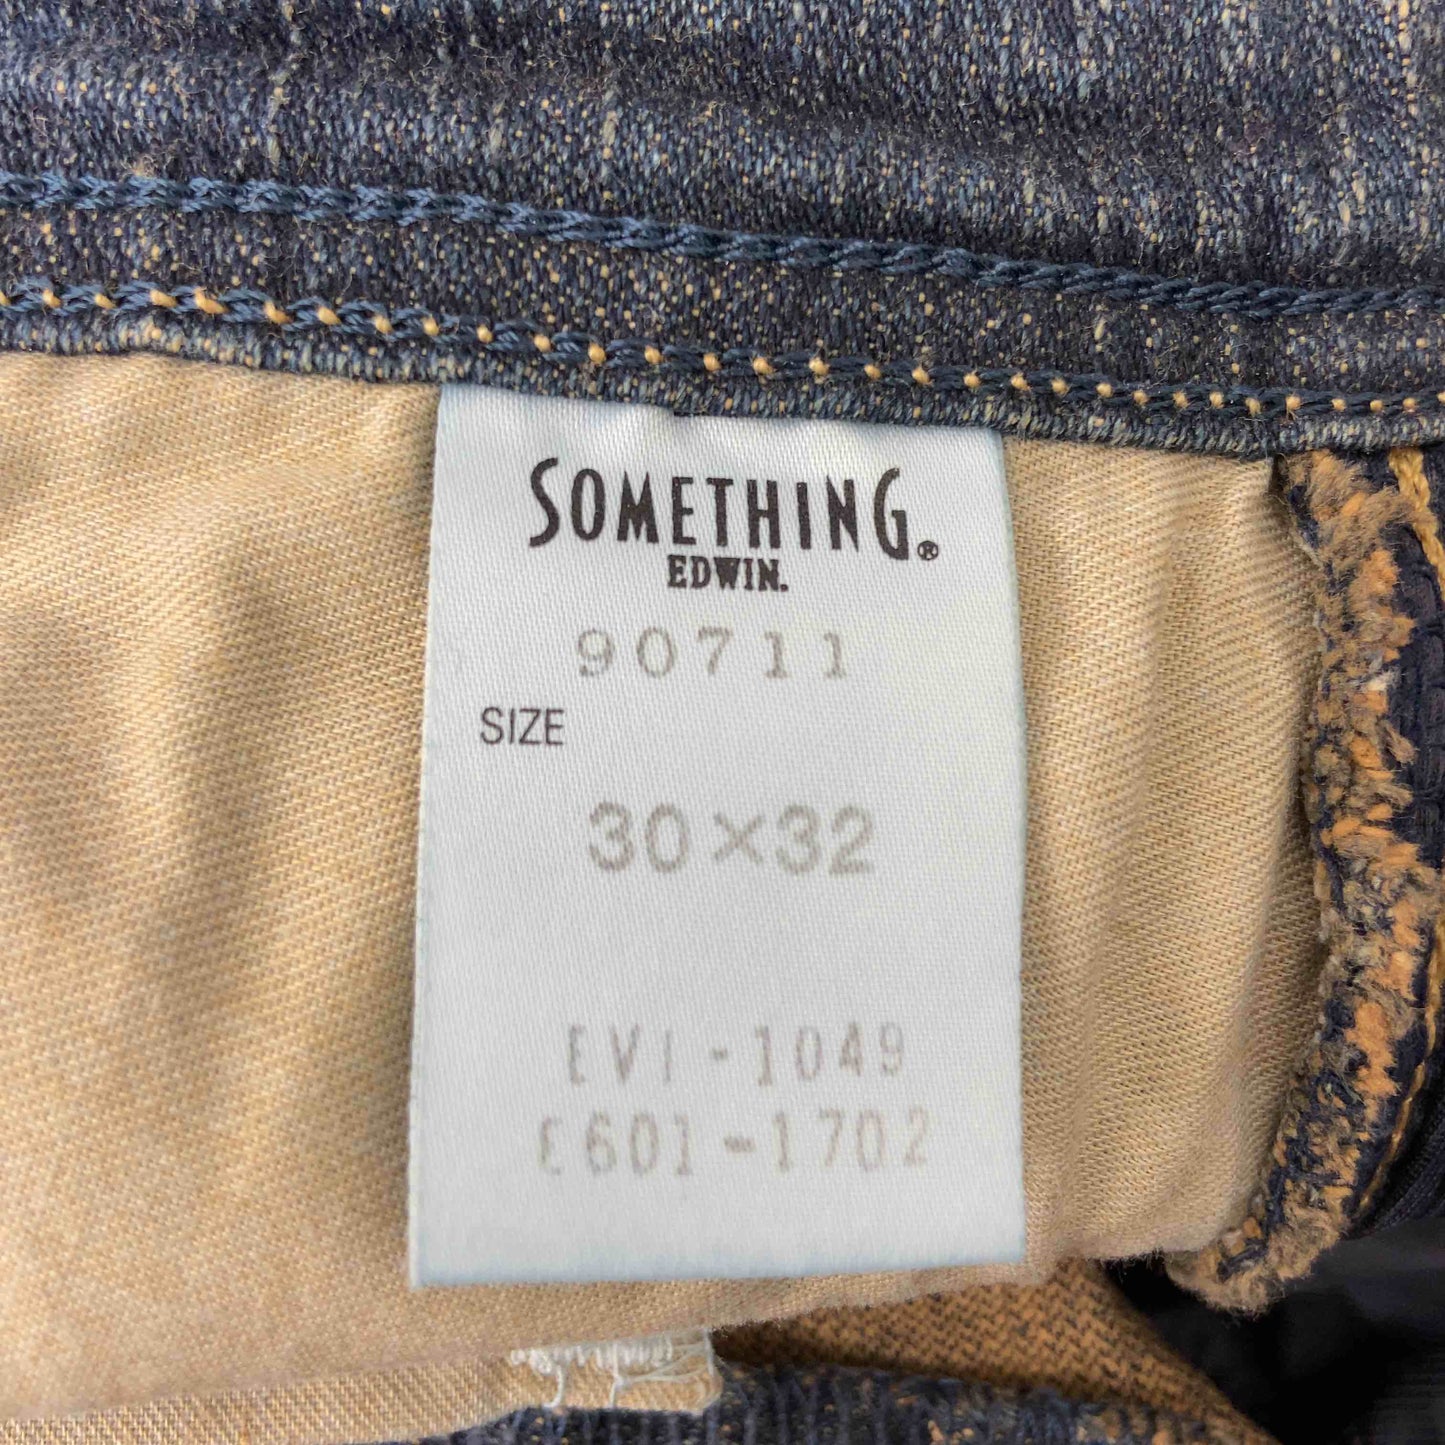 SOMETHING®
EDWIN.
90711
SIZE
30×32
EVI-1049
E601-1702